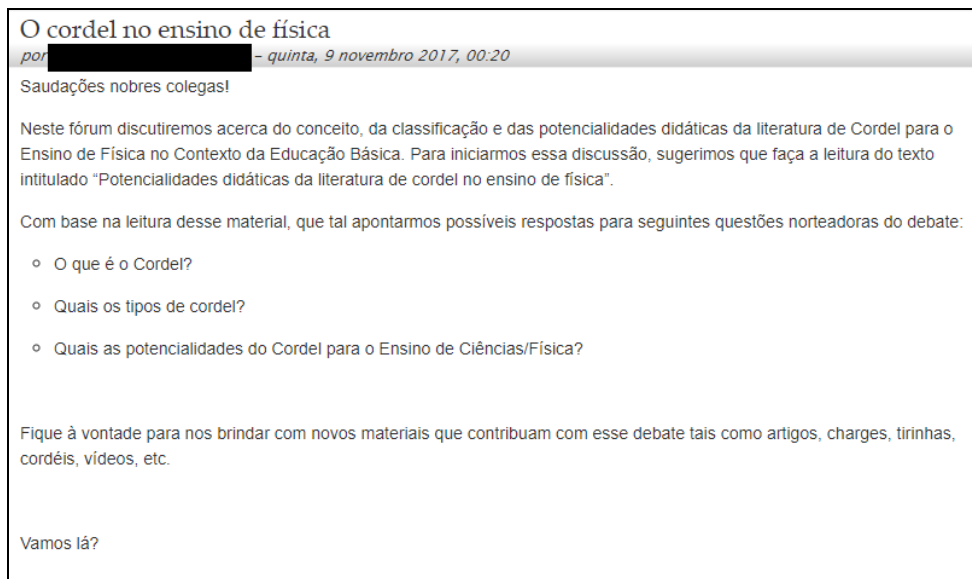 O cordel no ensino de física
por – quinta, 9 novembro 2017, 00:20
Saudações nobres colegas!
Neste fórum discutiremos acerca do conceito, da classificação e das potencialidades didáticas da literatura de Cordel para o
Ensino de Física no Contexto da Educação Básica. Para iniciarmos essa discussão, sugerimos que faça a leitura do texto
intitulado “Potencialidades didáticas da literatura de cordel no ensino de física”.
Com base na leitura desse material, que tal apontarmos possíveis respostas para seguintes questões norteadoras do debate:
O que é o Cordel?
Quais os tipos de cordel?
Quais as potencialidades do Cordel para o Ensino de Ciências/Física?
Fique à vontade para nos brindar com novos materiais que contribuam com esse debate tais como artigos, charges, tirinhas,
cordéis, vídeos, etc.
Vamos lá?